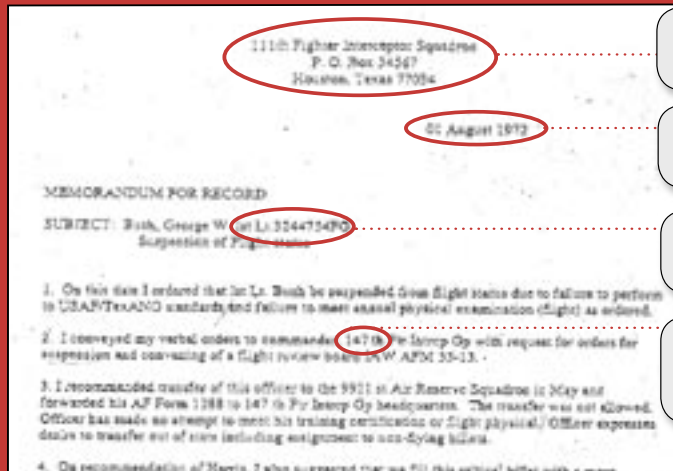 111th Fighter Interceptor Squadron
P. O. Box 34567
Houston, Texas 77034
01 August 1972
MEMORANDUM FOR RECORD
SUBJECT: Bush, George W. 1st Lt. 3244754FG
Suspension of Flight Status
1. On this date I ordered that 1st Lt. Bush be suspended from flight status due to failure to perform
to USAF/TexANG standards and failure to meet annual physical examination (flight) as ordered.
2. I conveyed my verbal orders to commander, 147th Ftr Intrcp Gp with request for orders for
suspension and convening of a flight review board IAW AFM 35-13.
3. I recommended transfer of this officer to the 9921 st Air Reserve Squadron in May and
forwarded his AF Form 1288 to 147 th Ftr Intrcp Gp headquarters. The transfer was not allowed.
Officer has made no attempt to meet his training certification or flight physical. Officer expresses
desire to transfer out of state including assignment to non-flying billets.
4. On recommendation of Harris, I also suggested that we fill this critical billet with a more